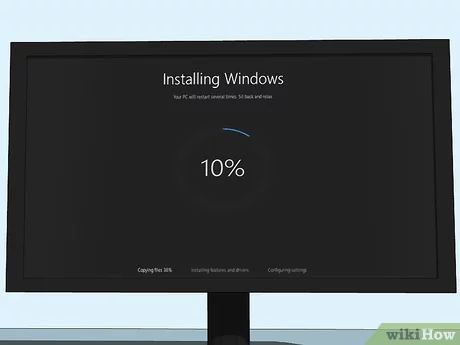 Installing Windows
Your PC will restart several times. Sit back and relax.
10%
Copying files 36%
Installing features and drivers
Configuring settings
wikiHow